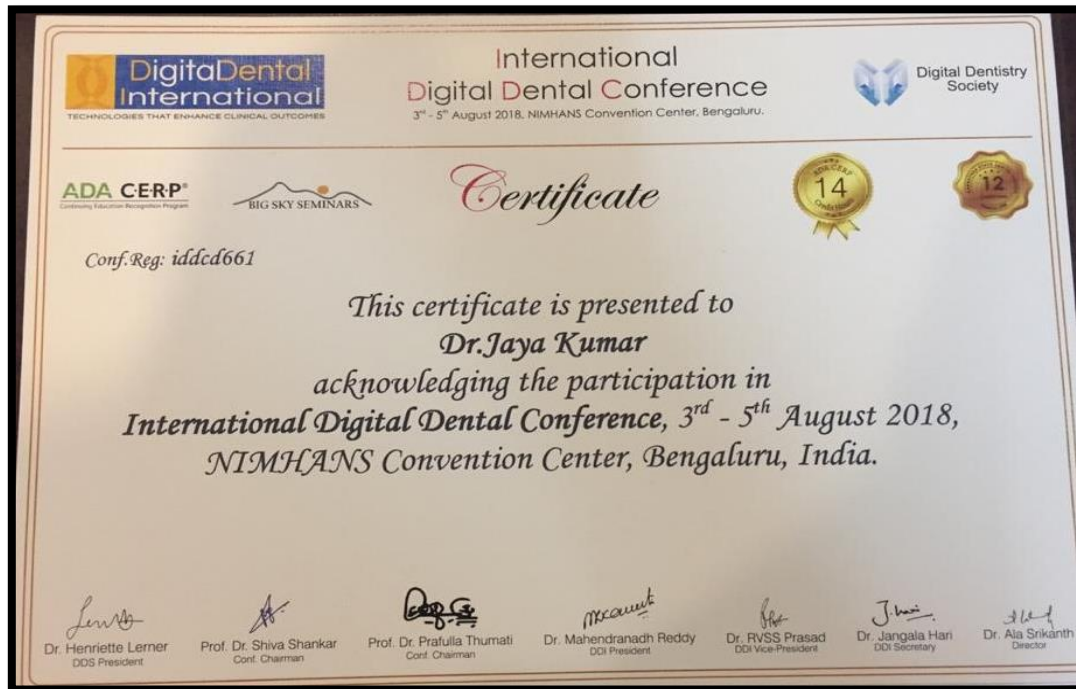 DigitaDental
International
TECHNOLOGIES THAT ENHANCE CLINICAL OUTCOMES
International
Digital Dental Conference
3rd - 5th August 2018, NIMHANS Convention Center, Bengaluru.
Digital Dentistry
Society
ADA C·E·R·P®
Continuing Education Recognition Program
BIG SKY SEMINARS
Certificate
ADA CERP
14
Credit Hours
12
Conf.Reg: iddcd661
This certificate is presented to
Dr.Jaya Kumar
acknowledging the participation in
International Digital Dental Conference, 3rd - 5th August 2018,
NIMHANS Convention Center, Bengaluru, India.
Dr. Henriette Lerner
DDS President
Prof. Dr. Shiva Shankar
Conf. Chairman
Prof. Dr. Prafulla Thumati
Conf. Chairman
Dr. Mahendranadh Reddy
DDI President
Dr. RVSS Prasad
DDI Vice-President
J. Hari
Dr. Jangala Hari
DDI Secretary
Dr. Ala Srikanth
Director